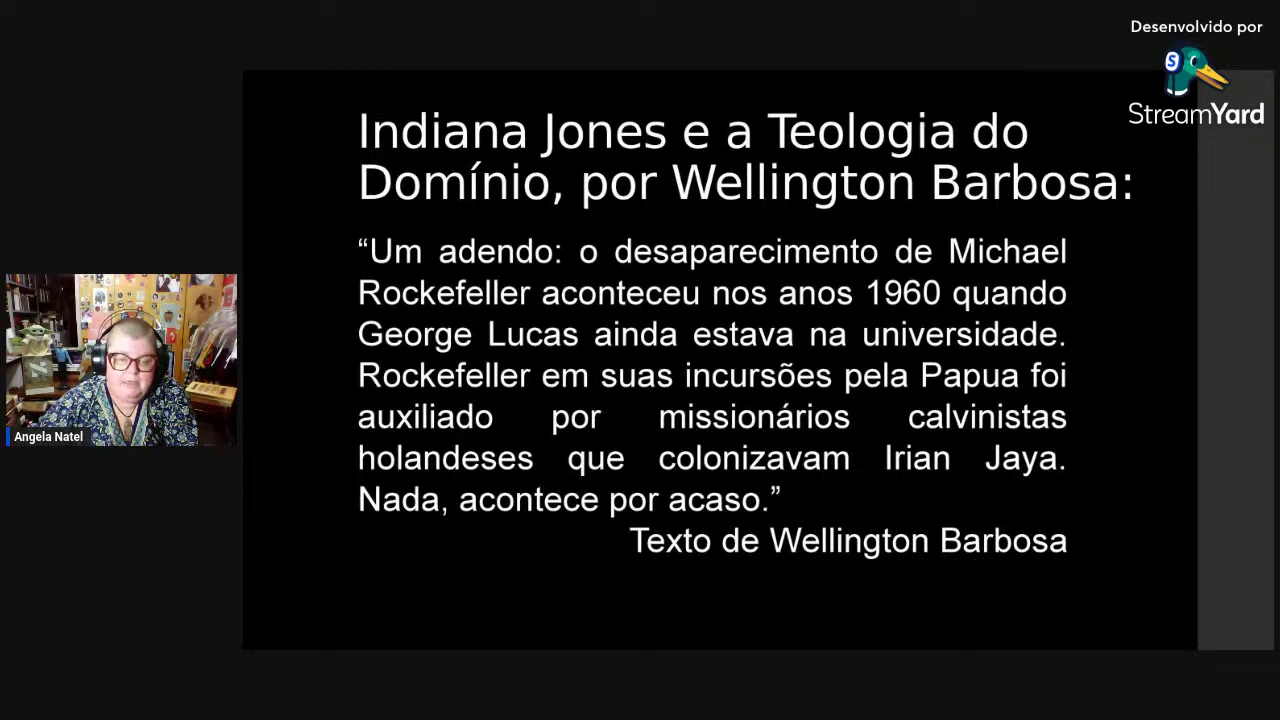 Desenvolvido por
StreamYard
Indiana Jones e a Teologia do
Domínio, por Wellington Barbosa:
“Um adendo: o desaparecimento de Michael
Rockefeller aconteceu nos anos 1960 quando
George Lucas ainda estava na universidade.
Rockefeller em suas incursões pela Papua foi
auxiliado por missionários calvinistas
holandeses que colonizavam Irian Jaya.
Nada, acontece por acaso.”
Texto de Wellington Barbosa
Angela Natel